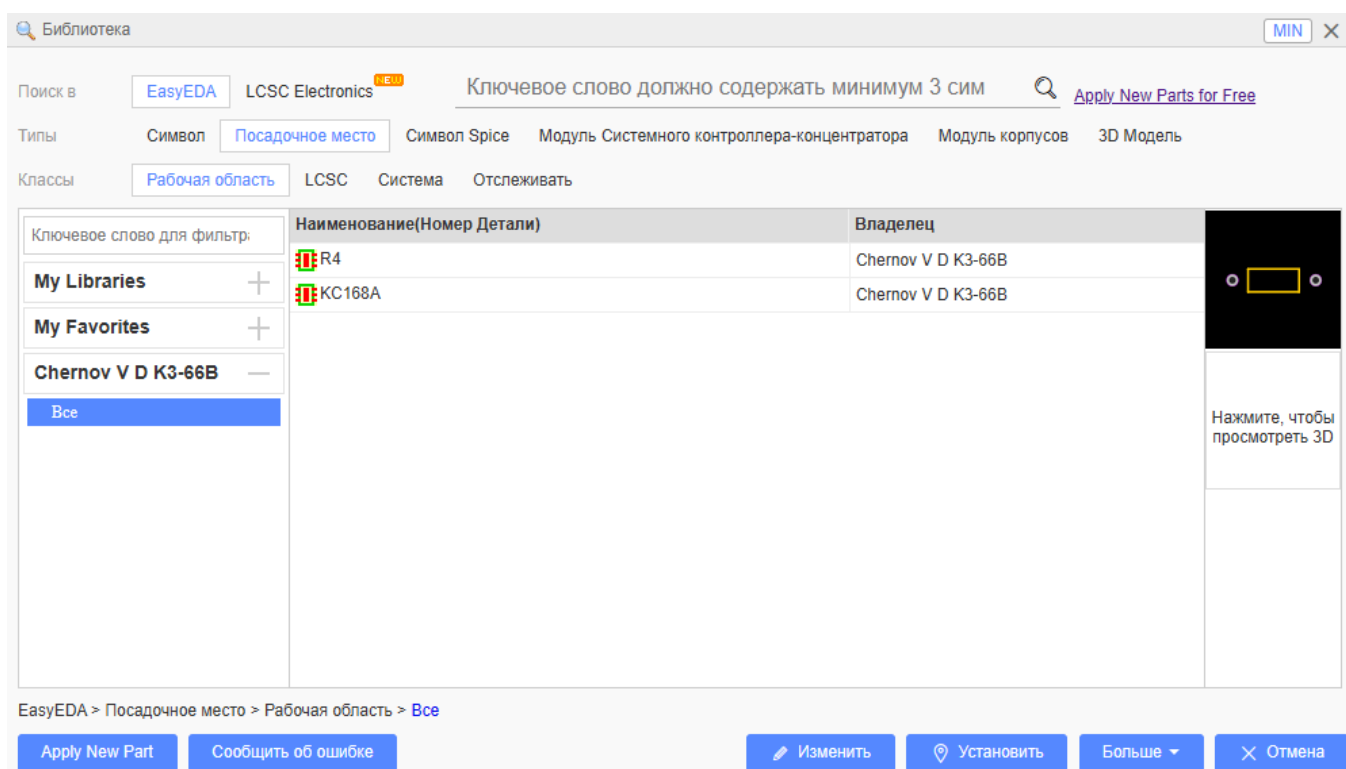 Библиотека MIN
Поиск в EasyEDA LCSC Electronics NEW Ключевое слово должно содержать минимум 3 сим Apply New Parts for Free
Типы Символ Посадочное место Символ Spice Модуль Системного контроллера-концентратора Модуль корпусов 3D Модель
Классы Рабочая область LCSC Система Отслеживать
Ключевое слово для фильтр Наименование(Номер Детали) Владелец
R4 Chernov V D K3-66B
My Libraries
KC168A Chernov V D K3-66B
My Favorites
Chernov V D K3-66B
Все
Нажмите, чтобы
просмотреть 3D
EasyEDA > Посадочное место > Рабочая область > Все
Apply New Part Сообщить об ошибке Изменить Установить Больше Отмена